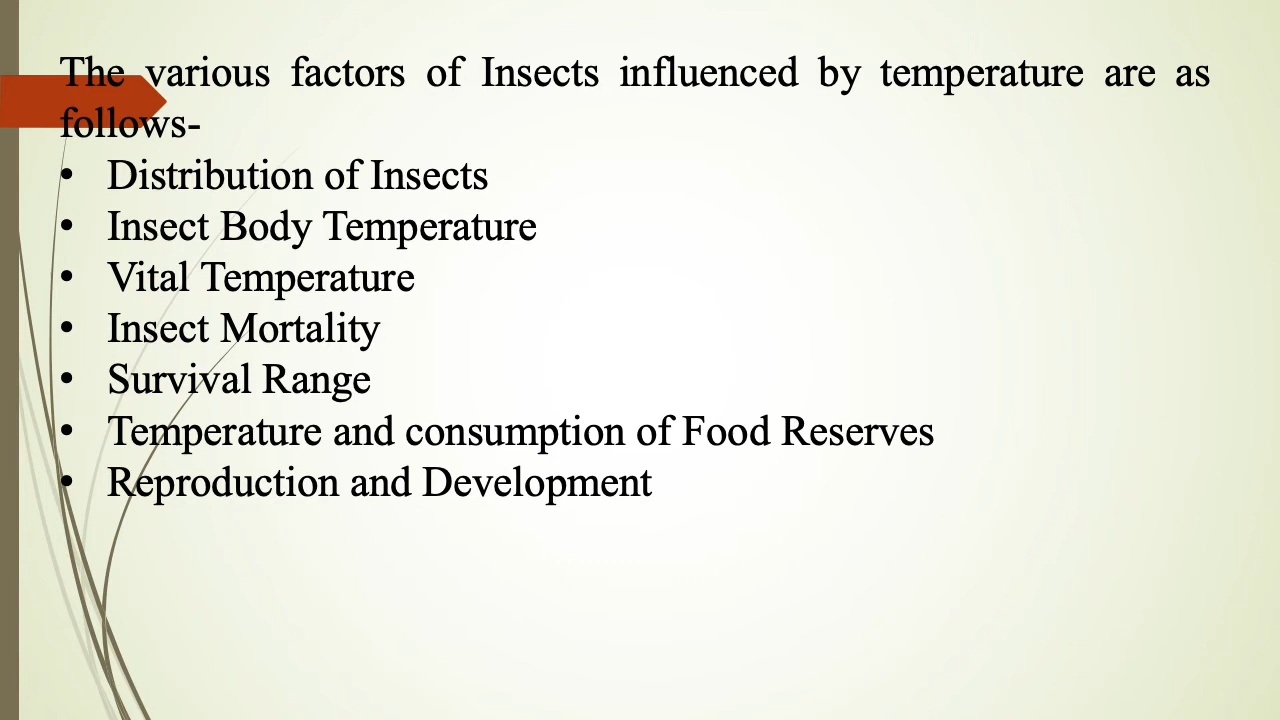 The various factors of Insects influenced by temperature are as
follows-
• Distribution of Insects
• Insect Body Temperature
• Vital Temperature
• Insect Mortality
• Survival Range
• Temperature and consumption of Food Reserves
• Reproduction and Development